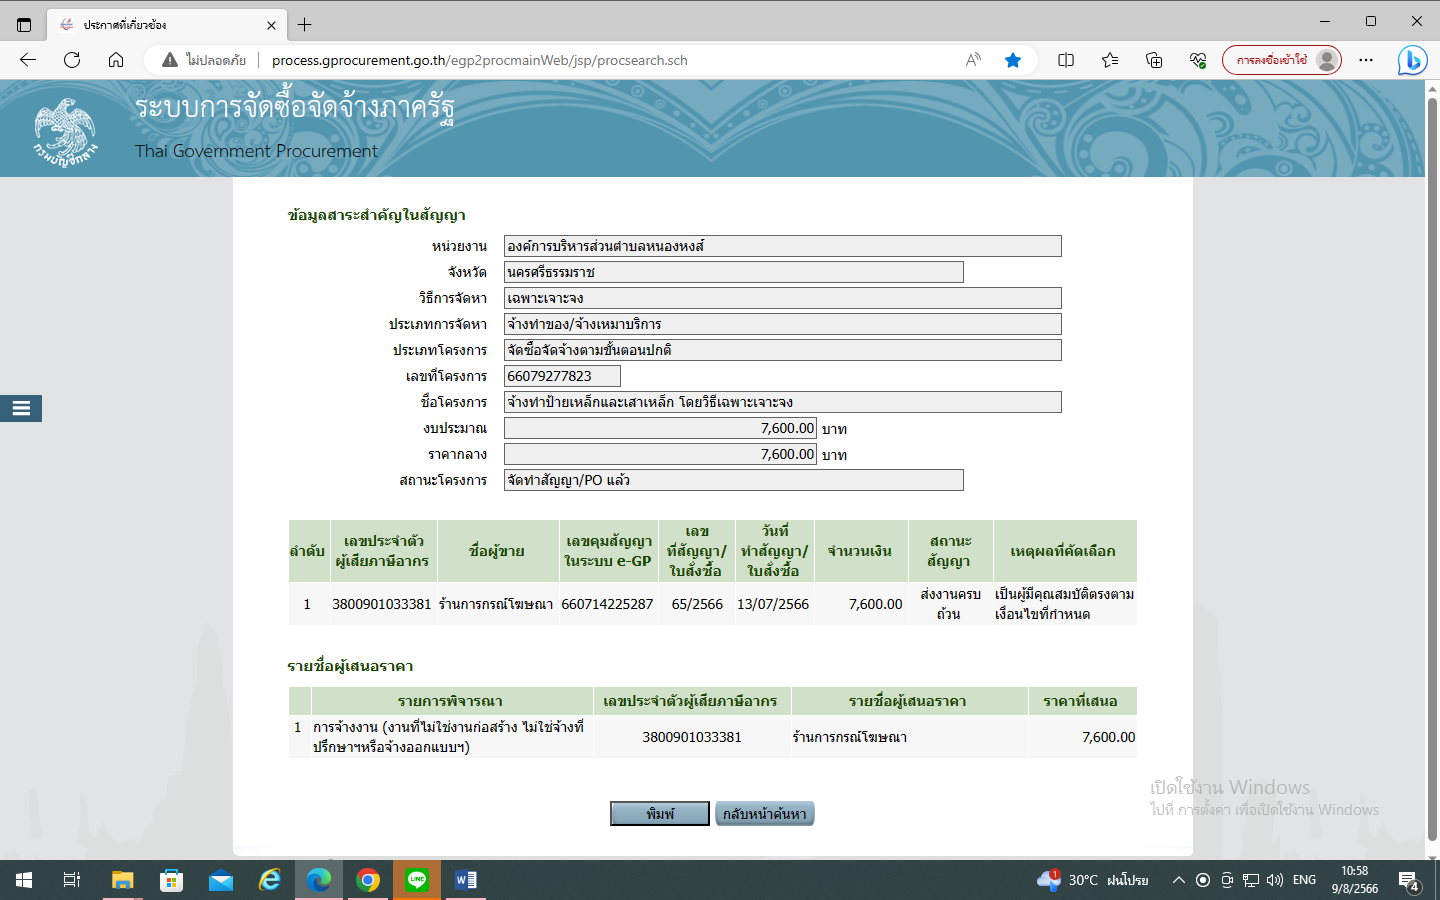 ประกาศที่เกี่ยวข้อง
ไม่ปลอดภัย process.gprocurement.go.th/egp2procmainWeb/jsp/procsearch.sch การลงชื่อเข้าใช้
ระบบการจัดซื้อจัดจ้างภาครัฐ
Thai Government Procurement
กรมบัญชีกลาง
ข้อมูลสาระสำคัญในสัญญา
หน่วยงาน องค์การบริหารส่วนตำบลหนองหงส์
จังหวัด นครศรีธรรมราช
วิธีการจัดหา เฉพาะเจาะจง
ประเภทการจัดหา จ้างทำของ/จ้างเหมาบริการ
ประเภทโครงการ จัดซื้อจัดจ้างตามขั้นตอนปกติ
เลขที่โครงการ 66079277823
ชื่อโครงการ จ้างทำป้ายเหล็กและเสาเหล็ก โดยวิธีเฉพาะเจาะจง
งบประมาณ 7,600.00 บาท
ราคากลาง 7,600.00 บาท
สถานะโครงการ จัดทำสัญญา/PO แล้ว
ลำดับ เลขประจำตัวผู้เสียภาษีอากร ชื่อผู้ขาย เลขคุมสัญญาในระบบ e-GP เลขที่สัญญา/ใบสั่งซื้อ วันที่ทำสัญญา/ใบสั่งซื้อ จำนวนเงิน สถานะสัญญา เหตุผลที่คัดเลือก
1 3800901033381 ร้านการกรณ์โฆษณา 660714225287 65/2566 13/07/2566 7,600.00 ส่งงานครบถ้วน เป็นผู้มีคุณสมบัติตรงตามเงื่อนไขที่กำหนด
รายชื่อผู้เสนอราคา
รายการพิจารณา เลขประจำตัวผู้เสียภาษีอากร รายชื่อผู้เสนอราคา ราคาที่เสนอ
1 การจ้างงาน (งานที่ไม่ใช่งานก่อสร้าง ไม่ใช่จ้างที่ปรึกษาฯหรือจ้างออกแบบฯ) 3800901033381 ร้านการกรณ์โฆษณา 7,600.00
พิมพ์ กลับหน้าค้นหา
เปิดใช้งาน Windows
ไปที่ การตั้งค่า เพื่อเปิดใช้งาน Windows
LINE 1 30°C ฝนโปรย ENG 10:58 4
9/8/2566